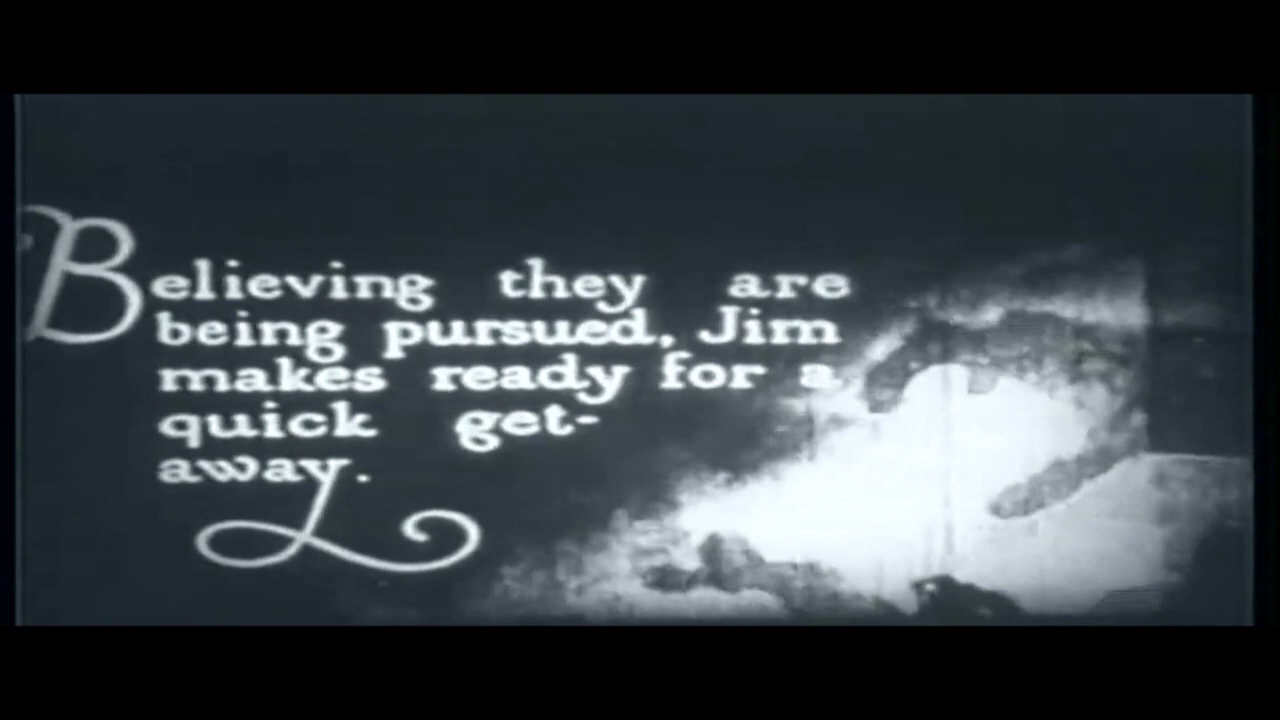 Believing they are
being pursued, Jim
makes ready for a
quick get-
away.